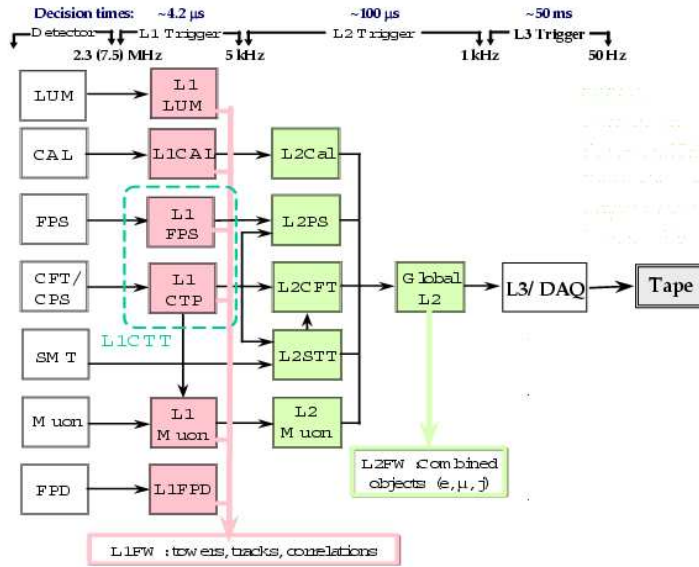 Decision times: ~4.2 μs ~100 μs ~50 ms
Detector L1 Trigger L2 Trigger L3 Trigger
2.3 (7.5) MHz 5 kHz 1 kHz 50 Hz
LUM L1 LUM
CAL L1CAL L2Cal
FPS L1 FPS L2PS
CFT/ CPS L1 CTP L2CFT Global L2 L3/ DAQ Tape
L1CTT
SMT L2STT
Muon L1 Muon L2 Muon
FPD L1FPD
L2FW :Combined
objects (e, μ, j)
L1FW :towers, tracks, correlations